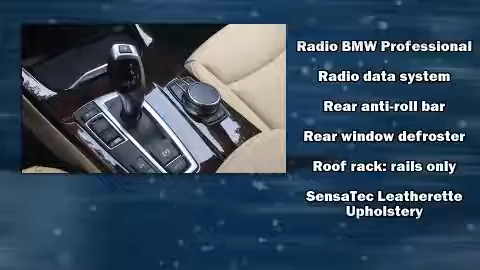 Radio BMW Professional
Radio data system
Rear anti-roll bar
Rear window defroster
Roof rack: rails only
SensaTec Leatherette
Upholstery